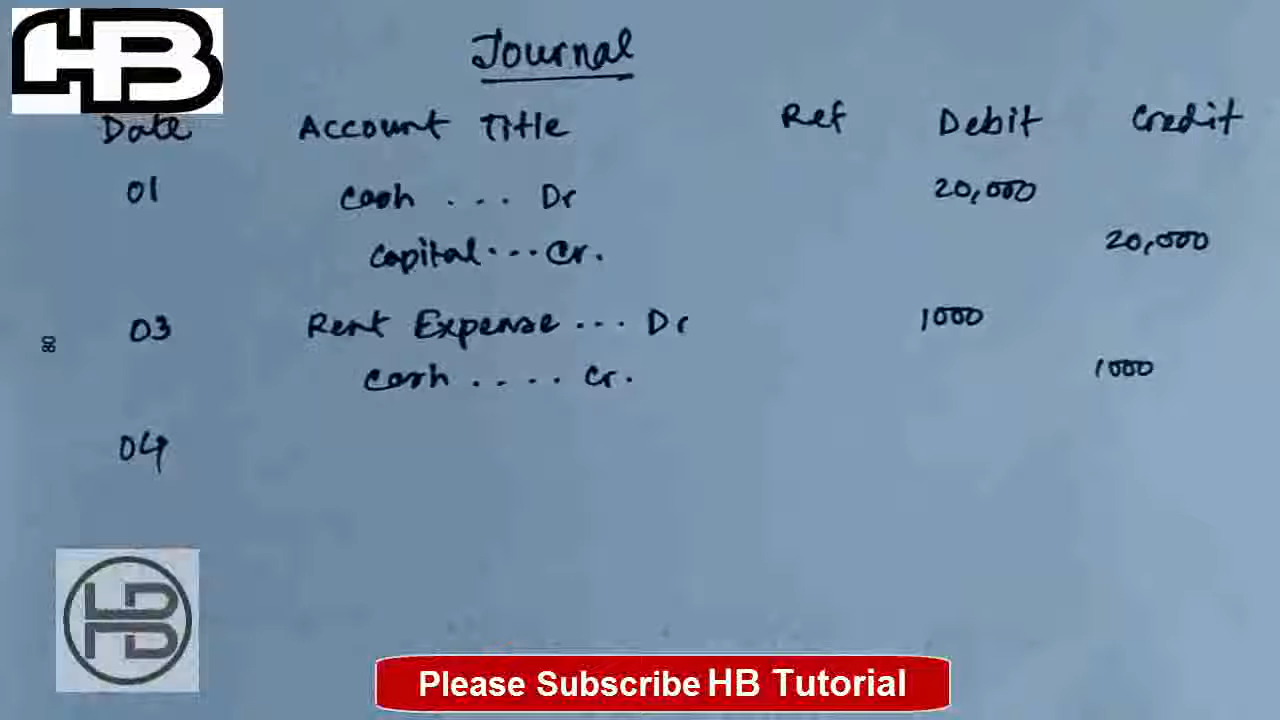 HB
Journal
Date Account Title Ref Debit Credit
01 Cash ... Dr 20,000
Capital ... Cr. 20,000
03 Rent Expense ... Dr 1000
Cash .... Cr. 1000
04
HB
Please Subscribe HB Tutorial